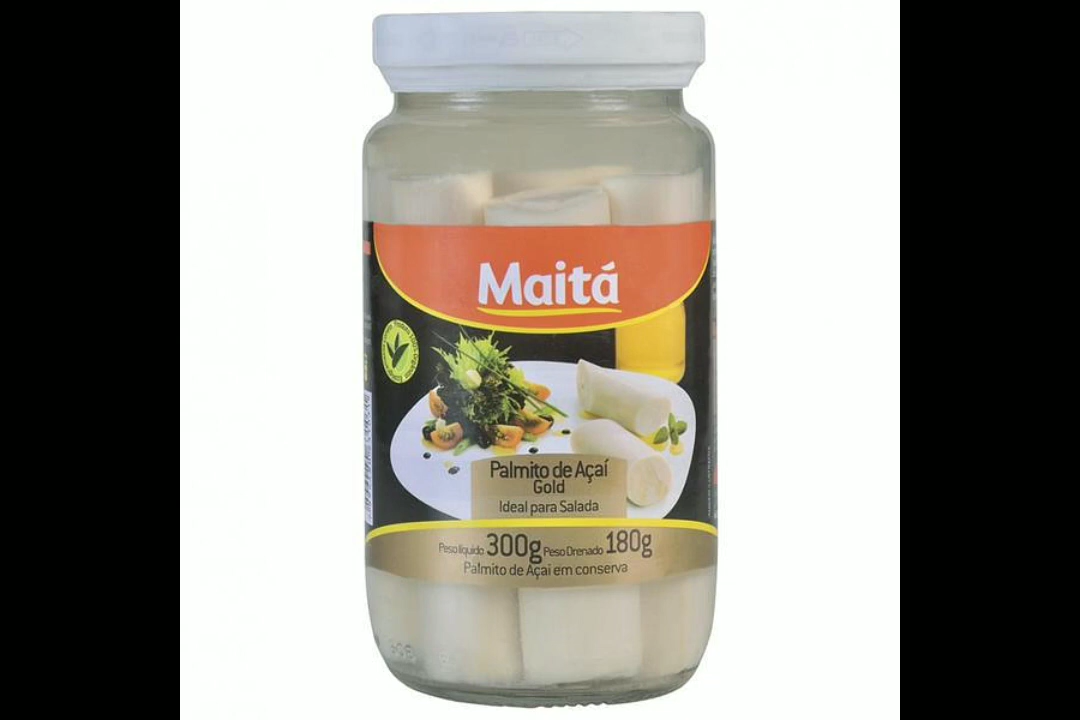 Maitá
Palmito de Açaí
Gold
Ideal para Salada
Peso líquido 300g Peso Drenado 180g
Palmito de Açaí em conserva